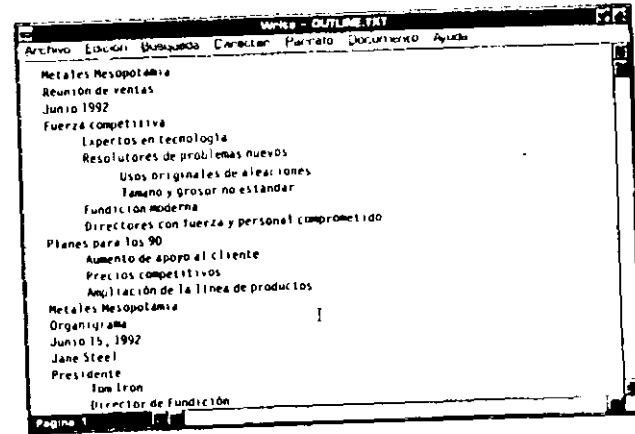 Write - OUTLINE.TXT
Archivo Edición Búsqueda Carácter Párrafo Documento Ayuda
Metales Mesopotamia
Reunión de ventas
Junio 1992
Fuerza competitiva
Expertos en tecnología
Resolutores de problemas nuevos
Usos originales de aleaciones
Tamano y grosor no estándar
Fundición moderna
Directores con fuerza y personal comprometido
Planes para los 90
Aumento de apoyo al cliente
Precios competitivos
Ampliación de la línea de productos
Metales Mesopotamia
Organigrama
Junio 15, 1992
Jane Steel
Presidente
Tom Iron
Director de Fundición
Página 1